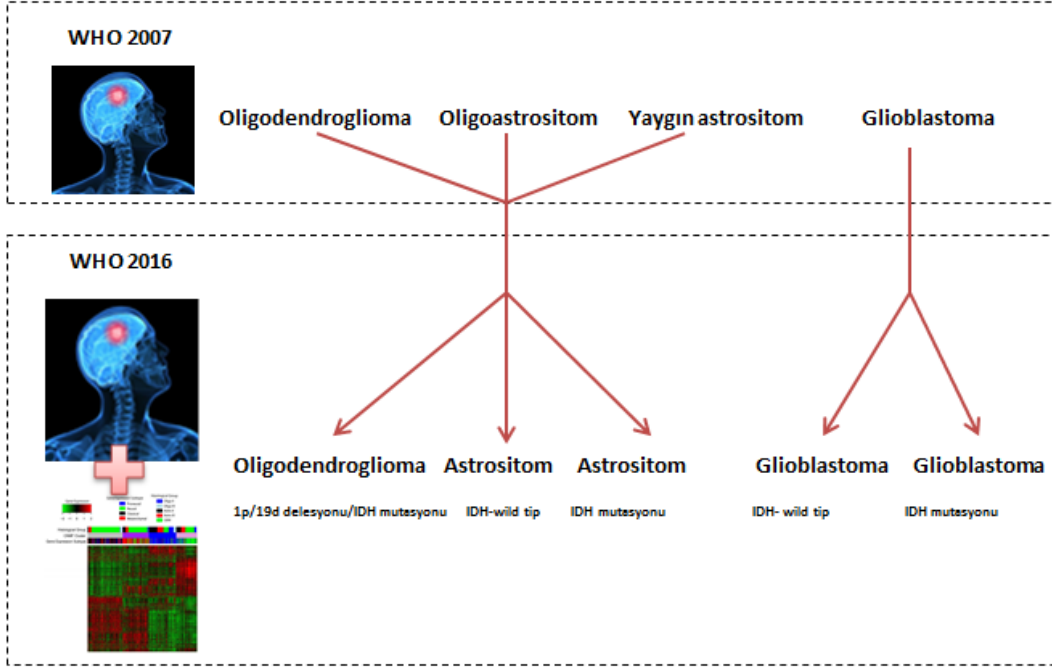 WHO 2007
Oligodendroglioma Oligoastrositom Yaygın astrositom Glioblastoma
WHO 2016
Oligodendroglioma Astrositom Astrositom Glioblastoma Glioblastoma
1p/19d delesyonu/IDH mutasyonu IDH-wild tip IDH mutasyonu IDH- wild tip IDH mutasyonu